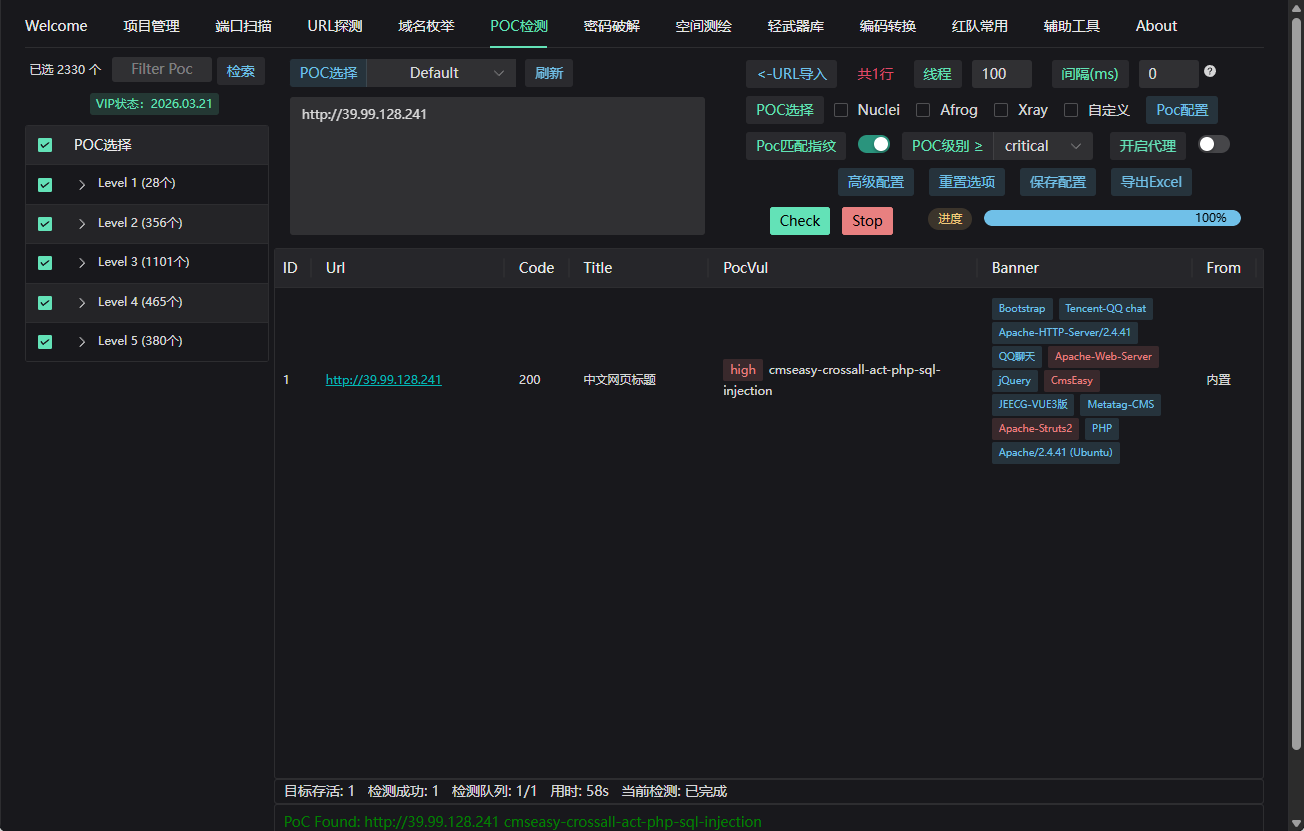 Welcome 项目管理 端口扫描 URL探测 域名枚举 POC检测 密码破解 空间测绘 轻武器库 编码转换 红队常用 辅助工具 About
已选 2330 个 Filter Poc 检索
VIP状态：2026.03.21
POC选择
Level 1 (28个)
Level 2 (356个)
Level 3 (1101个)
Level 4 (465个)
Level 5 (380个)
POC选择 Default 刷新
http://39.99.128.241
<-URL导入 共1行 线程 100 间隔(ms) 0 ?
POC选择 Nuclei Afrog Xray 自定义 Poc配置
Poc匹配指纹 POC级别 ≥ critical 开启代理
高级配置 重置选项 保存配置 导出Excel
Check Stop 进度 100%
ID Url Code Title PocVul Banner From
1 http://39.99.128.241 200 中文网页标题
high cmseasy-crossall-act-php-sql-
injection
Bootstrap Tencent-QQ chat
Apache-HTTP-Server/2.4.41
QQ聊天 Apache-Web-Server
jQuery CmsEasy
JEECG-VUE3版 Metatag-CMS
Apache-Struts2 PHP
Apache/2.4.41 (Ubuntu)
内置
目标存活: 1 检测成功: 1 检测队列: 1/1 用时: 58s 当前检测: 已完成
PoC Found: http://39.99.128.241 cmseasy-crossall-act-php-sql-injection